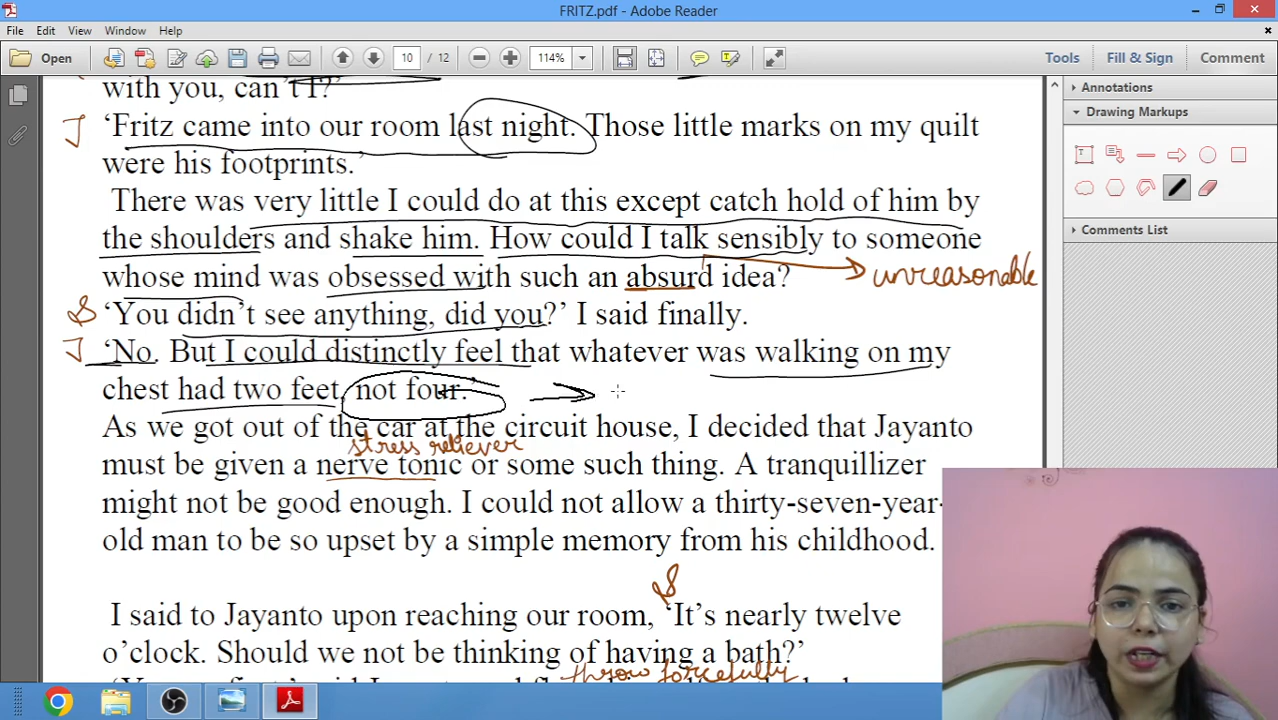 FRITZ.pdf - Adobe Reader
File Edit View Window Help
Open 10 / 12 114% Tools Fill & Sign Comment
with you, can't I?'
J 'Fritz came into our room last night. Those little marks on my quilt
were his footprints.'
There was very little I could do at this except catch hold of him by
the shoulders and shake him. How could I talk sensibly to someone
whose mind was obsessed with such an absurd idea? unreasonable
S 'You didn't see anything, did you?' I said finally.
J 'No. But I could distinctly feel that whatever was walking on my
chest had two feet, not four.'
As we got out of the car at the circuit house, I decided that Jayanto
stress reliever
must be given a nerve tonic or some such thing. A tranquillizer
might not be good enough. I could not allow a thirty-seven-year-
old man to be so upset by a simple memory from his childhood.
S
I said to Jayanto upon reaching our room, 'It's nearly twelve
o'clock. Should we not be thinking of having a bath?'
throw forcefully
Annotations
Drawing Markups
Comments List